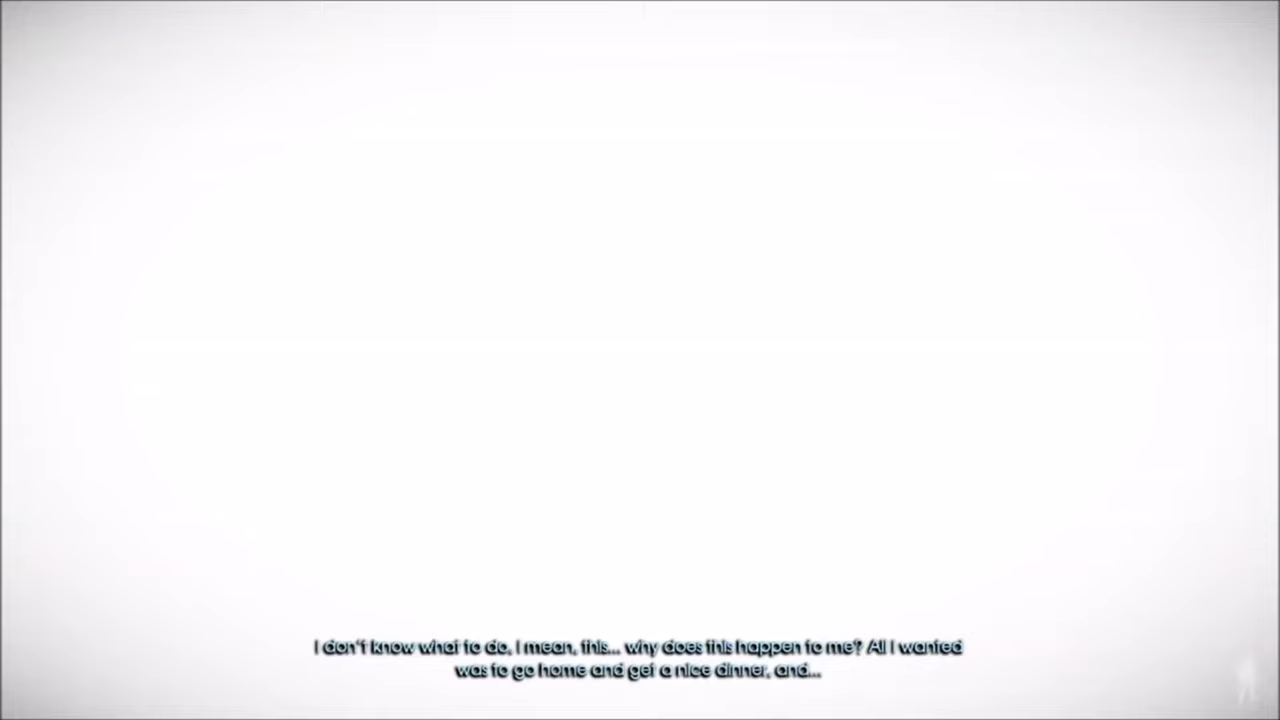 I don't know what to do, I mean, this... why does this happen to me? All I wanted
was to go home and get a nice dinner, and...